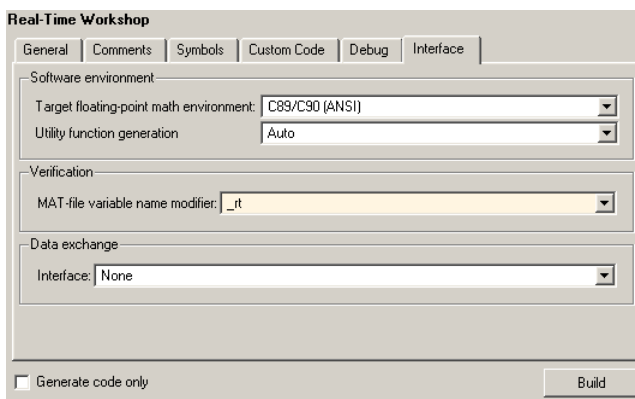 Real-Time Workshop
General Comments Symbols Custom Code Debug Interface
Software environment
Target floating-point math environment: C89/C90 (ANSI)
Utility function generation Auto
Verification
MAT-file variable name modifier: _rt
Data exchange
Interface: None
Generate code only Build